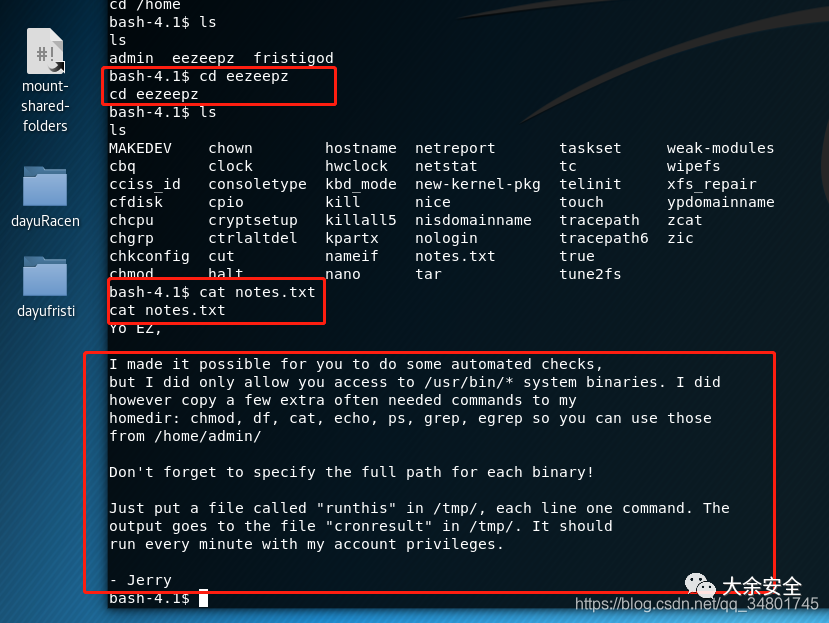 mount-
shared-
folders
dayuRacen
dayufristi
cd /home
bash-4.1$ ls
ls
admin eezeepz fristigod
bash-4.1$ cd eezeepz
cd eezeepz
bash-4.1$ ls
ls
MAKEDEV chown hostname netreport taskset weak-modules
cbq clock hwclock netstat tc wipefs
cciss_id consoletype kbd_mode new-kernel-pkg telinit xfs_repair
cfdisk cpio kill nice touch ypdomainname
chcpu cryptsetup killall5 nisdomainname tracepath zcat
chgrp ctrlaltdel kpartx nologin tracepath6 zic
chkconfig cut nameif notes.txt true
chmod halt nano tar tune2fs
bash-4.1$ cat notes.txt
cat notes.txt
Yo EZ,
I made it possible for you to do some automated checks,
but I did only allow you access to /usr/bin/* system binaries. I did
however copy a few extra often needed commands to my
homedir: chmod, df, cat, echo, ps, grep, egrep so you can use those
from /home/admin/
Don't forget to specify the full path for each binary!
Just put a file called "runthis" in /tmp/, each line one command. The
output goes to the file "cronresult" in /tmp/. It should
run every minute with my account privileges.
- Jerry
bash-4.1$
大余安全
https://blog.csdn.net/qq_34801745